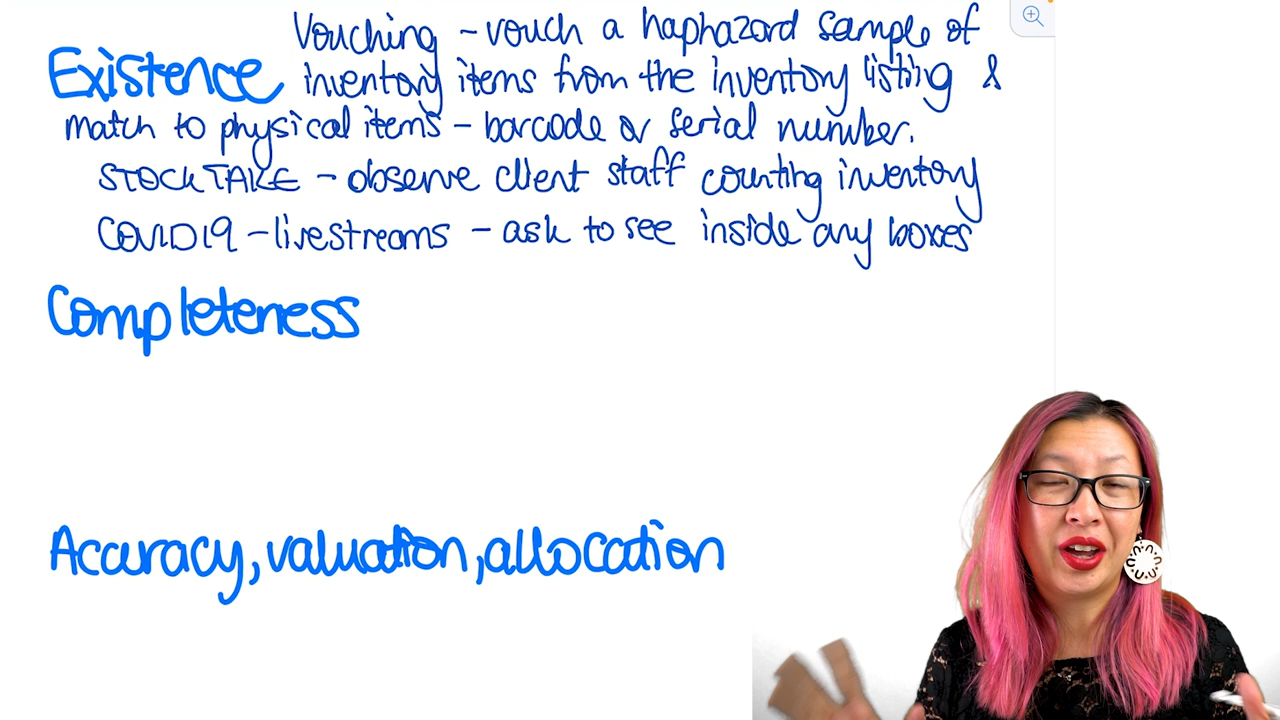 Vouching - vouch a haphazard sample of
Existence inventory items from the inventory listing &
match to physical items - barcode or serial number.
STOCKTAKE - observe client staff counting inventory
COVID19 - livestreams - ask to see inside any boxes
Completeness
Accuracy, valuation, allocation